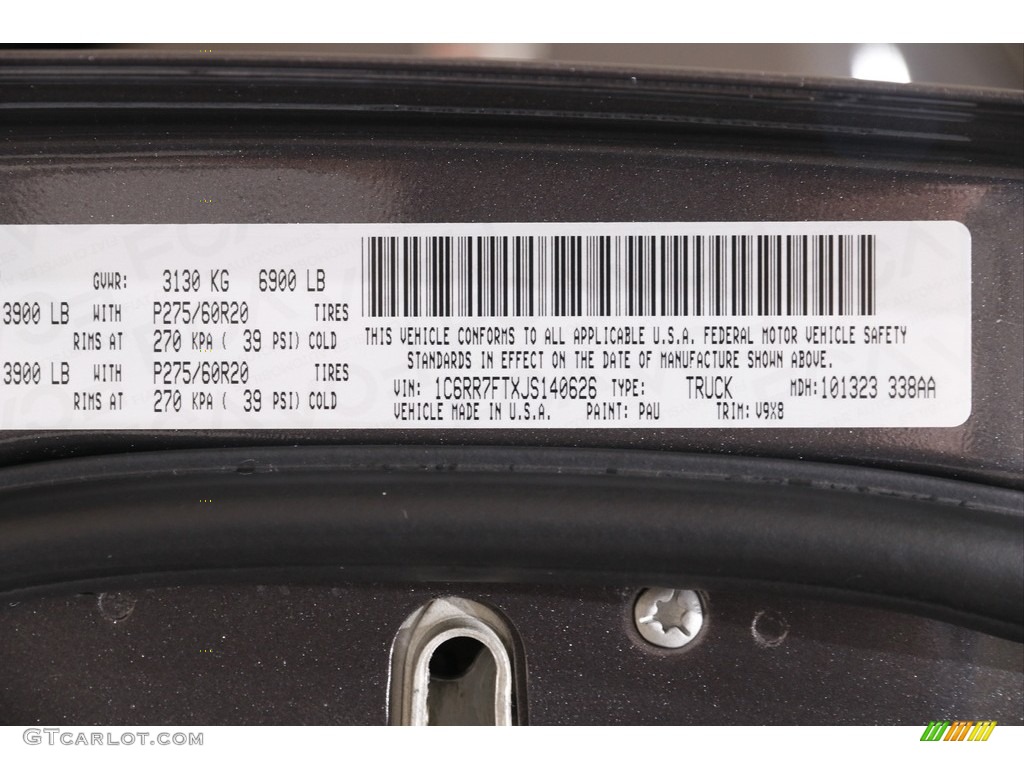 GVWR: 3130 KG 6900 LB
3900 LB WITH P275/60R20 TIRES
RIMS AT 270 KPA ( 39 PSI) COLD
3900 LB WITH P275/60R20 TIRES
RIMS AT 270 KPA ( 39 PSI) COLD
THIS VEHICLE CONFORMS TO ALL APPLICABLE U.S.A. FEDERAL MOTOR VEHICLE SAFETY
STANDARDS IN EFFECT ON THE DATE OF MANUFACTURE SHOWN ABOVE.
VIN: 1C6RR7FTXJS140626 TYPE: TRUCK MDH:101323 338AA
VEHICLE MADE IN U.S.A. PAINT: PAU TRIM: V9X8
GTCARLOT.COM